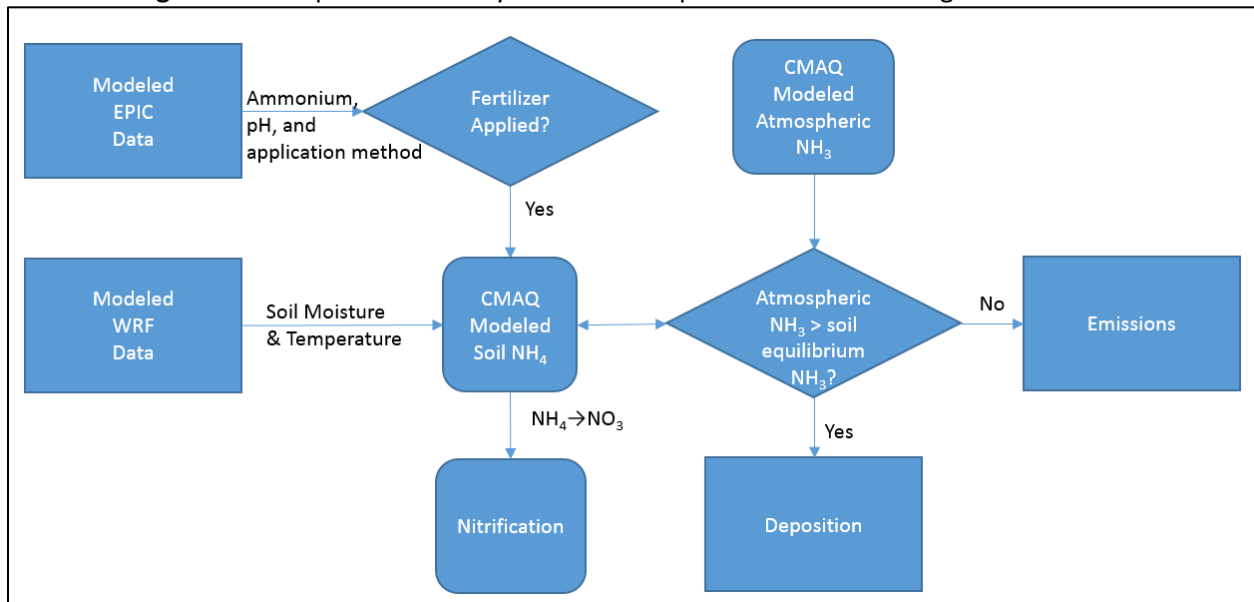 Modeled
EPIC
Data
Ammonium,
pH, and
application method
Fertilizer
Applied?
CMAQ
Modeled
Atmospheric
NH₃
Yes
Modeled
WRF
Data
Soil Moisture
& Temperature
CMAQ
Modeled
Soil NH₄
Atmospheric
NH₃ > soil
equilibrium
NH₃?
No
Emissions
NH₄→NO₃
Yes
Nitrification
Deposition